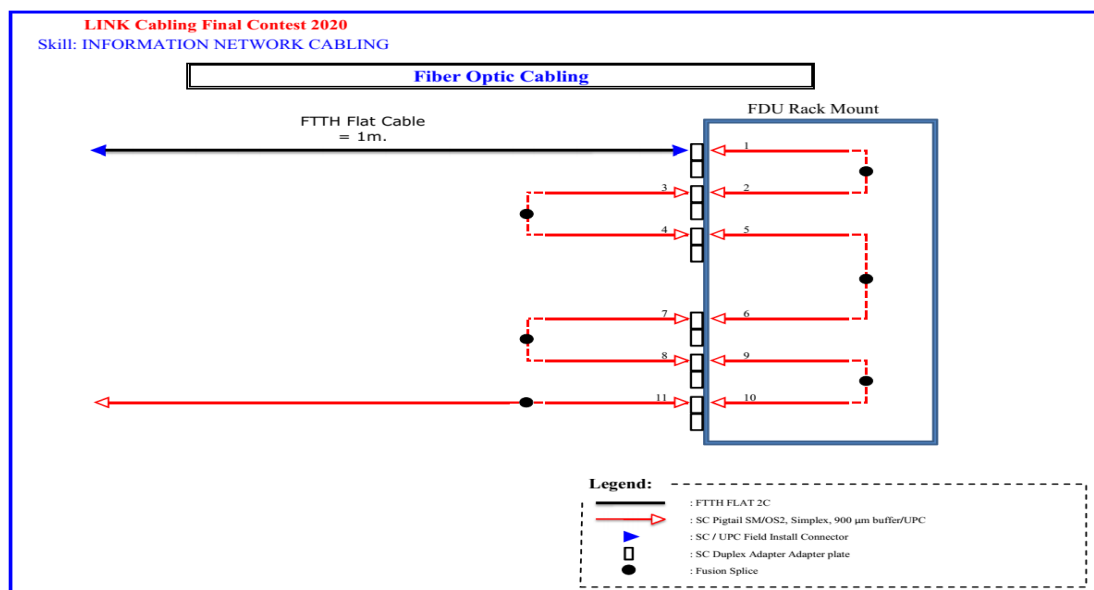 LINK Cabling Final Contest 2020
Skill: INFORMATION NETWORK CABLING
Fiber Optic Cabling
FDU Rack Mount
FTTH Flat Cable
= 1m.
1
3 2
4 5
7 6
8 9
11 10
Legend:
: FTTH FLAT 2C
: SC Pigtail SM/OS2, Simplex, 900 μm buffer/UPC
: SC / UPC Field Install Connector
: SC Duplex Adapter Adapter plate
: Fusion Splice